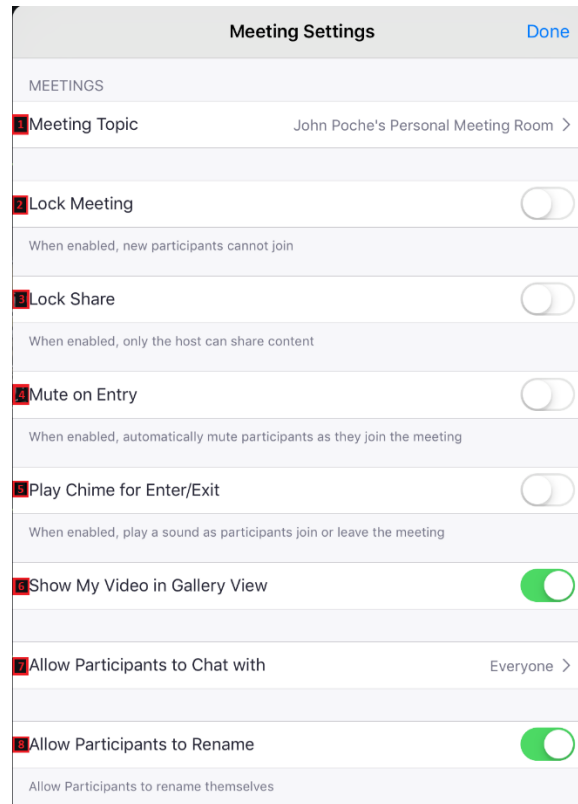 Meeting Settings Done
MEETINGS
1 Meeting Topic John Poche's Personal Meeting Room >
2 Lock Meeting
When enabled, new participants cannot join
3 Lock Share
When enabled, only the host can share content
4 Mute on Entry
When enabled, automatically mute participants as they join the meeting
5 Play Chime for Enter/Exit
When enabled, play a sound as participants join or leave the meeting
6 Show My Video in Gallery View
7 Allow Participants to Chat with Everyone >
8 Allow Participants to Rename
Allow Participants to rename themselves